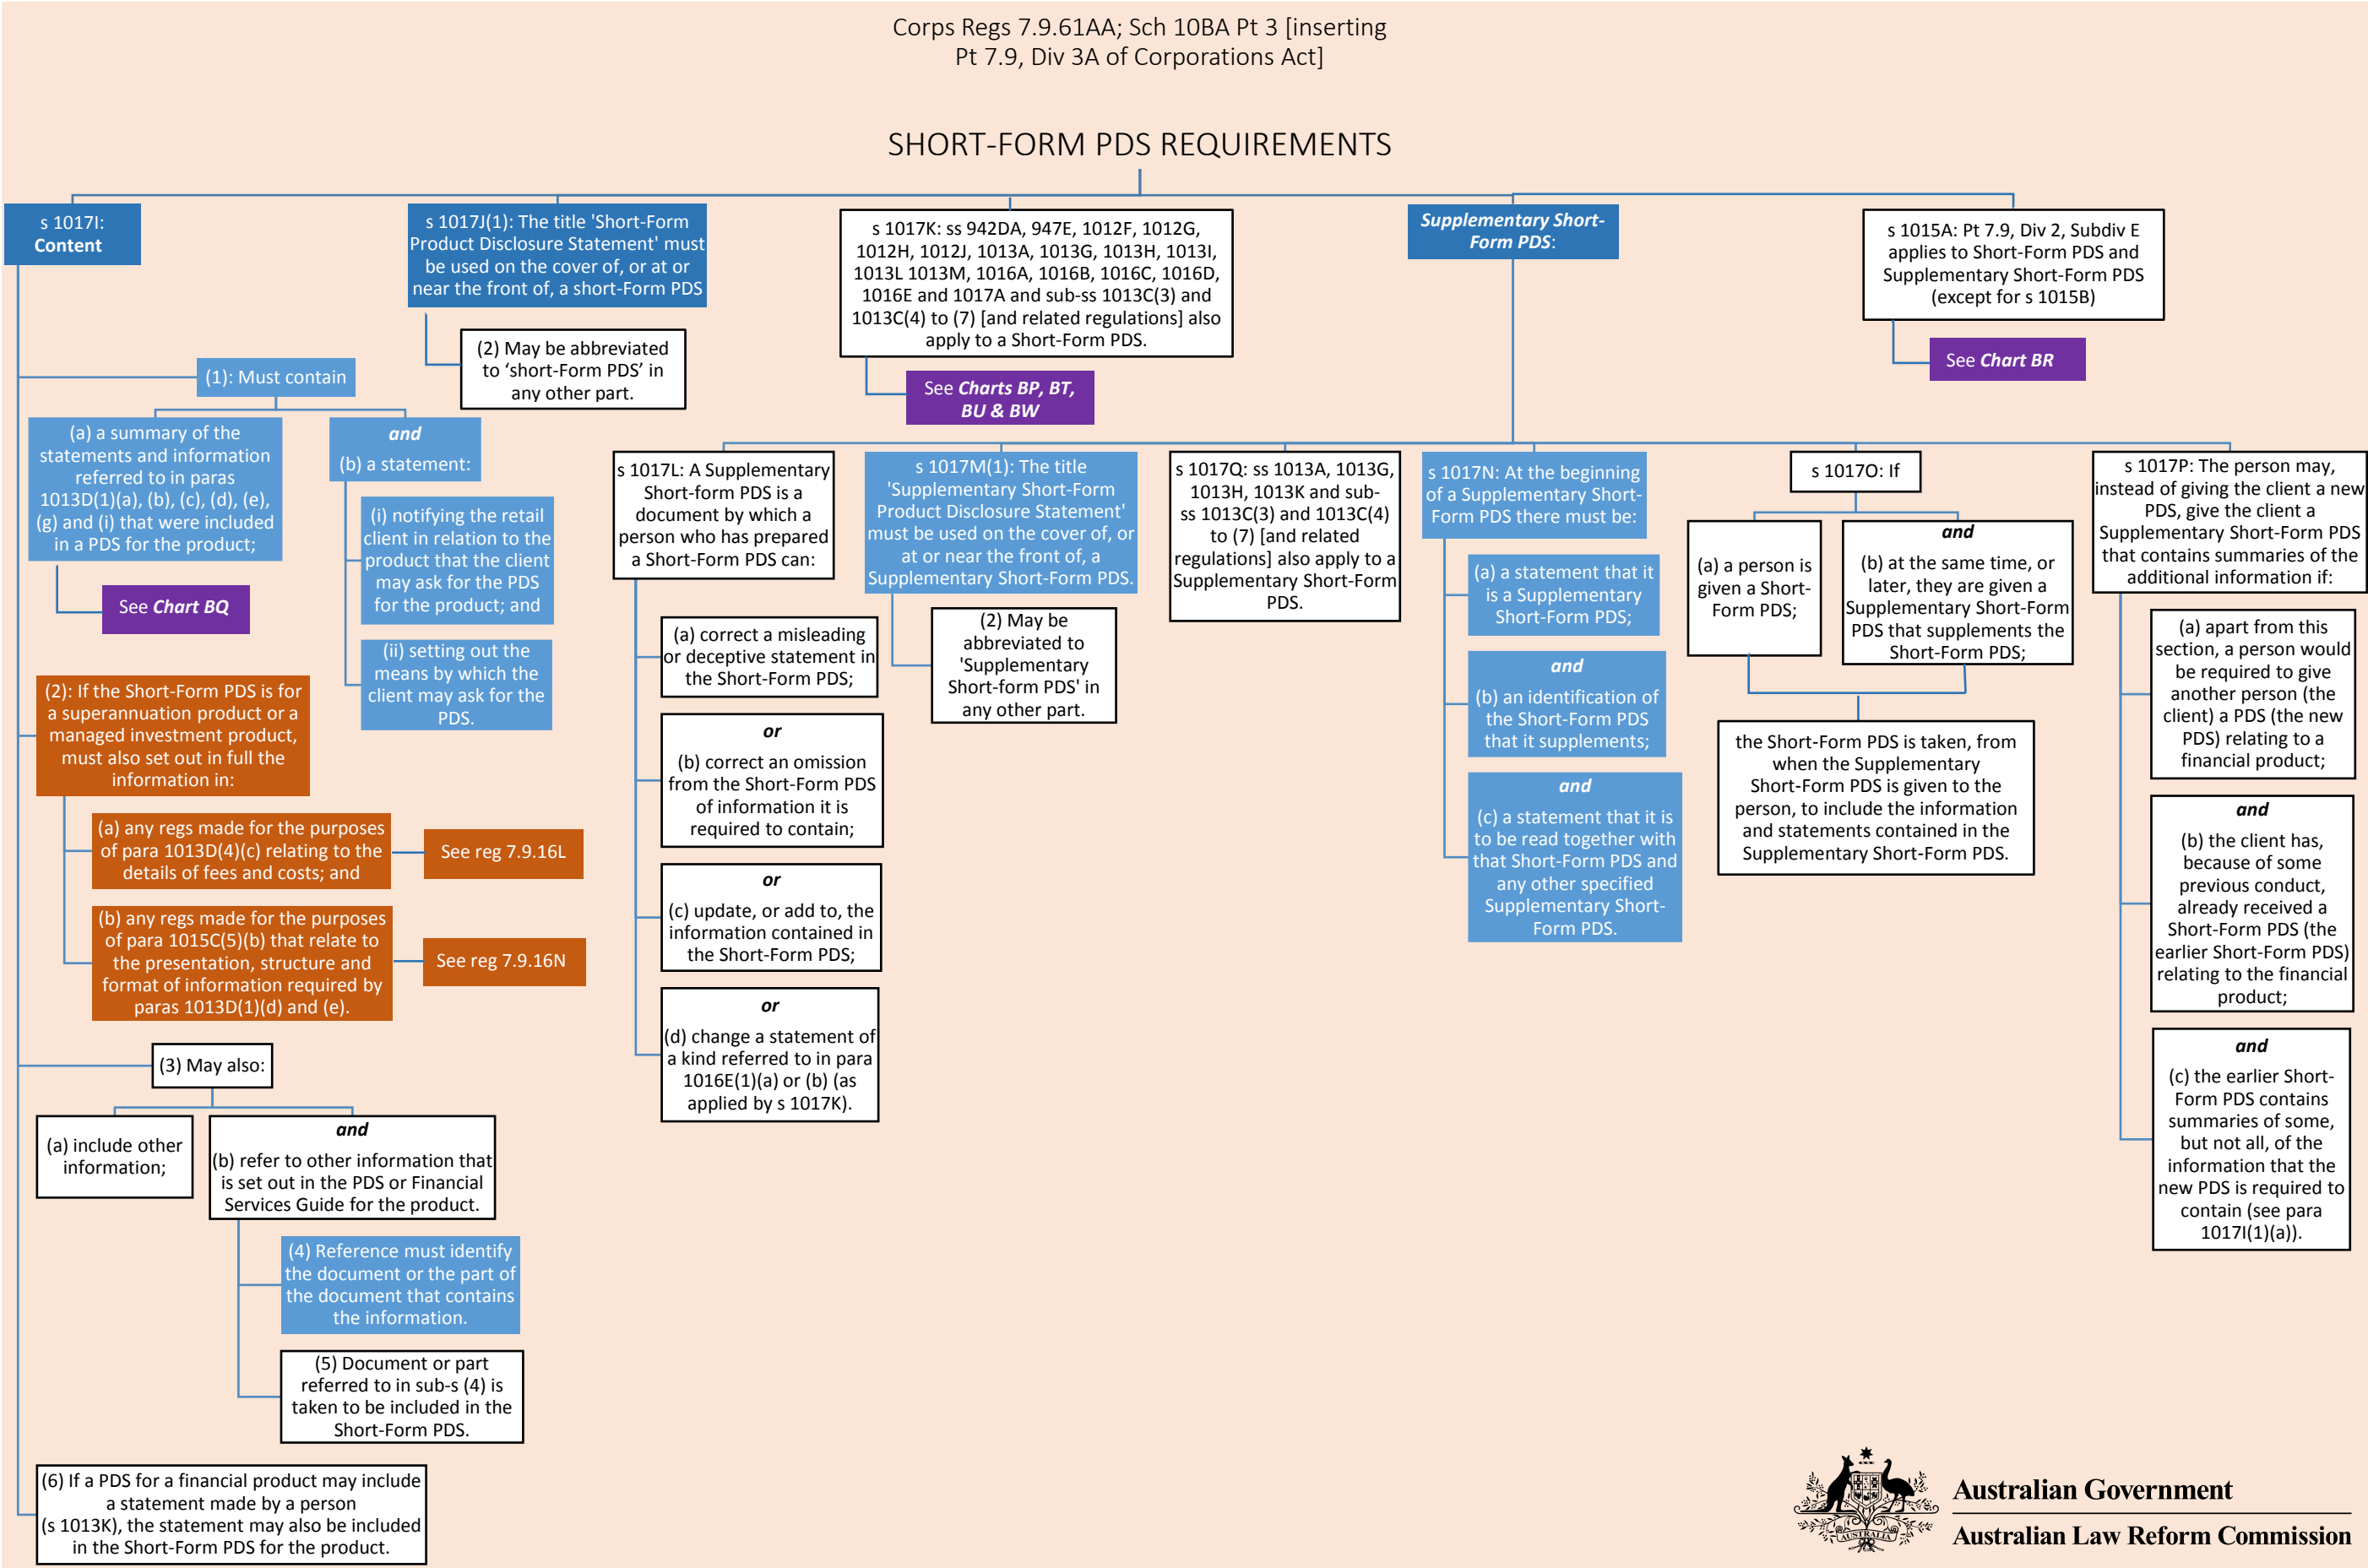 Corps Regs 7.9.61AA; Sch 10BA Pt 3 [inserting
Pt 7.9, Div 3A of Corporations Act]
SHORT-FORM PDS REQUIREMENTS
s 1017I:
Content
(1): Must contain
(a) a summary of the
statements and information
referred to in paras
1013D(1)(a), (b), (c), (d), (e),
(g) and (i) that were included
in a PDS for the product;
See Chart BQ
and
(b) a statement:
(i) notifying the retail
client in relation to the
product that the client
may ask for the PDS
for the product; and
(ii) setting out the
means by which the
client may ask for the
PDS.
(2): If the Short-Form PDS is for
a superannuation product or a
managed investment product,
must also set out in full the
information in:
(a) any regs made for the purposes
of para 1013D(4)(c) relating to the
details of fees and costs; and
See reg 7.9.16L
(b) any regs made for the purposes
of para 1015C(5)(b) that relate to
the presentation, structure and
format of information required by
paras 1013D(1)(d) and (e).
See reg 7.9.16N
(3) May also:
(a) include other
information;
and
(b) refer to other information that
is set out in the PDS or Financial
Services Guide for the product.
(4) Reference must identify
the document or the part of
the document that contains
the information.
(5) Document or part
referred to in sub-s (4) is
taken to be included in the
Short-Form PDS.
(6) If a PDS for a financial product may include
a statement made by a person
(s 1013K), the statement may also be included
in the Short-Form PDS for the product.
s 1017J(1): The title 'Short-Form
Product Disclosure Statement' must
be used on the cover of, or at or
near the front of, a short-Form PDS
(2) May be abbreviated
to ‘short-Form PDS’ in
any other part.
s 1017K: ss 942DA, 947E, 1012F, 1012G,
1012H, 1012J, 1013A, 1013G, 1013H, 1013I,
1013L 1013M, 1016A, 1016B, 1016C, 1016D,
1016E and 1017A and sub-ss 1013C(3) and
1013C(4) to (7) [and related regulations] also
apply to a Short-Form PDS.
See Charts BP, BT,
BU & BW
Supplementary Short-
Form PDS:
s 1017L: A Supplementary
Short-form PDS is a
document by which a
person who has prepared
a Short-Form PDS can:
(a) correct a misleading
or deceptive statement in
the Short-Form PDS;
or
(b) correct an omission
from the Short-Form PDS
of information it is
required to contain;
or
(c) update, or add to, the
information contained in
the Short-Form PDS;
or
(d) change a statement of
a kind referred to in para
1016E(1)(a) or (b) (as
applied by s 1017K).
s 1017M(1): The title
'Supplementary Short-Form
Product Disclosure Statement'
must be used on the cover of, or
at or near the front of, a
Supplementary Short-Form PDS.
(2) May be
abbreviated to
'Supplementary
Short-form PDS' in
any other part.
s 1017Q: ss 1013A, 1013G,
1013H, 1013K and sub-
ss 1013C(3) and 1013C(4)
to (7) [and related
regulations] also apply to a
Supplementary Short-Form
PDS.
s 1017N: At the beginning
of a Supplementary Short-
Form PDS there must be:
(a) a statement that it
is a Supplementary
Short-Form PDS;
and
(b) an identification of
the Short-Form PDS
that it supplements;
and
(c) a statement that it is
to be read together with
that Short-Form PDS and
any other specified
Supplementary Short-
Form PDS.
s 1017O: If
(a) a person is
given a Short-
Form PDS;
and
(b) at the same time, or
later, they are given a
Supplementary Short-Form
PDS that supplements the
Short-Form PDS;
the Short-Form PDS is taken, from
when the Supplementary
Short-Form PDS is given to the
person, to include the information
and statements contained in the
Supplementary Short-Form PDS.
s 1017P: The person may,
instead of giving the client a new
PDS, give the client a
Supplementary Short-Form PDS
that contains summaries of the
additional information if:
(a) apart from this
section, a person would
be required to give
another person (the
client) a PDS (the new
PDS) relating to a
financial product;
and
(b) the client has,
because of some
previous conduct,
already received a
Short-Form PDS (the
earlier Short-Form PDS)
relating to the financial
product;
and
(c) the earlier Short-
Form PDS contains
summaries of some,
but not all, of the
information that the
new PDS is required to
contain (see para
1017I(1)(a)).
s 1015A: Pt 7.9, Div 2, Subdiv E
applies to Short-Form PDS and
Supplementary Short-Form PDS
(except for s 1015B)
See Chart BR
AUSTRALIA
Australian Government
Australian Law Reform Commission